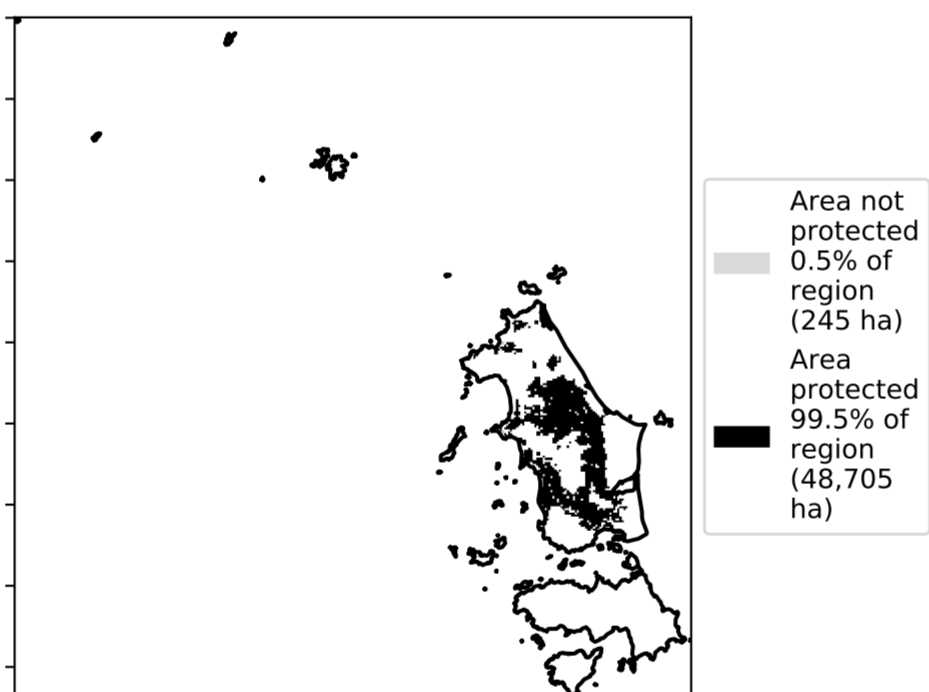 Area not
protected
0.5% of
region
(245 ha)
Area
protected
99.5% of
region
(48,705
ha)